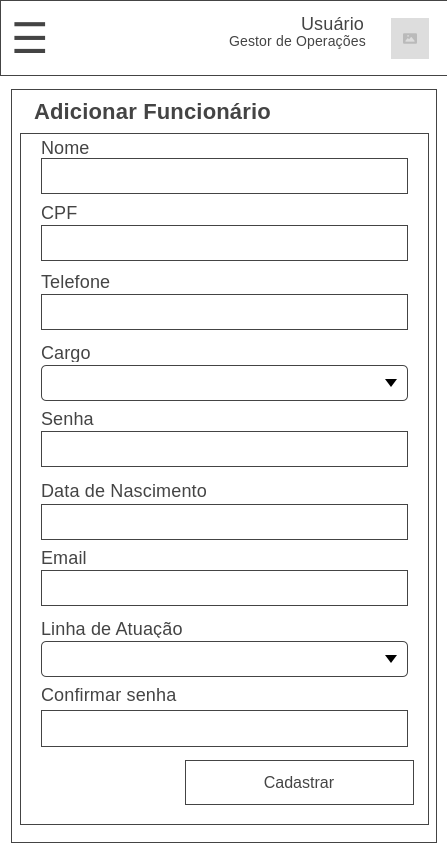 Usuário
Gestor de Operações
Adicionar Funcionário
Nome
CPF
Telefone
Cargo
Senha
Data de Nascimento
Email
Linha de Atuação
Confirmar senha
Cadastrar